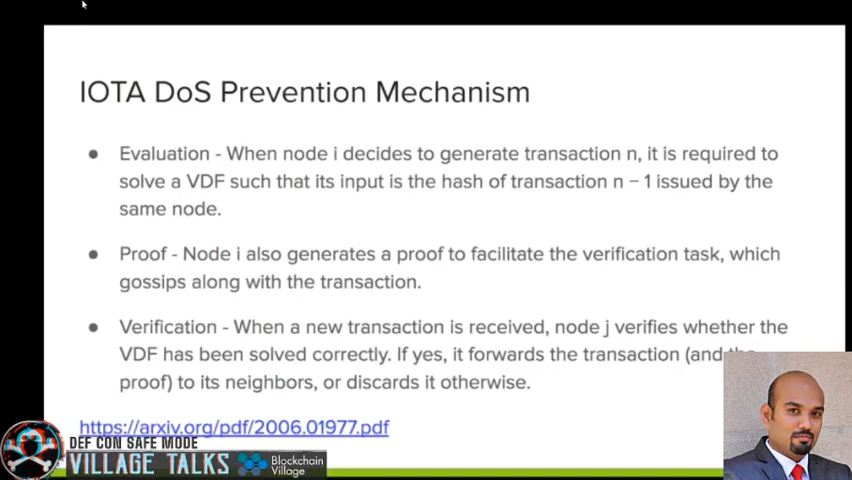 IOTA DoS Prevention Mechanism
● Evaluation - When node i decides to generate transaction n, it is required to
solve a VDF such that its input is the hash of transaction n − 1 issued by the
same node.
● Proof - Node i also generates a proof to facilitate the verification task, which
gossips along with the transaction.
● Verification - When a new transaction is received, node j verifies whether the
VDF has been solved correctly. If yes, it forwards the transaction (and the
proof) to its neighbors, or discards it otherwise.
https://arxiv.org/pdf/2006.01977.pdf
DEF CON SAFE MODE
VILLAGE TALKS
Blockchain
Village